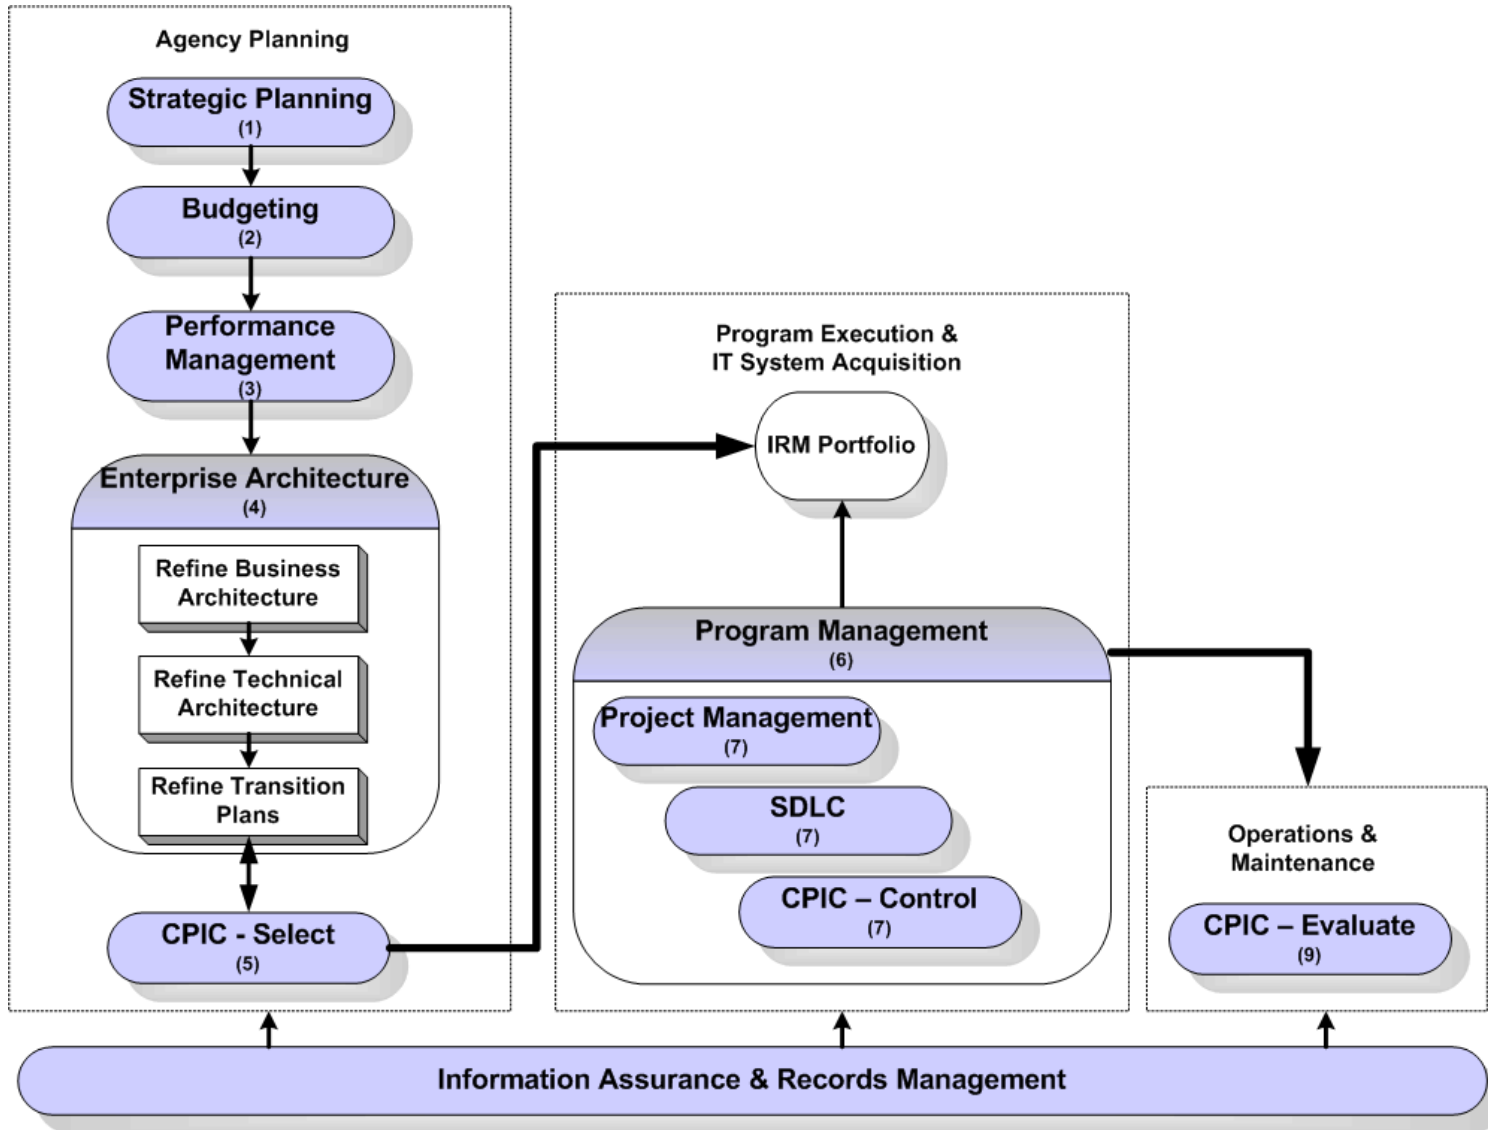 Agency Planning
Strategic Planning
(1)
Budgeting
(2)
Performance
Management
(3)
Enterprise Architecture
(4)
Refine Business
Architecture
Refine Technical
Architecture
Refine Transition
Plans
CPIC - Select
(5)
Program Execution &
IT System Acquisition
IRM Portfolio
Program Management
(6)
Project Management
(7)
SDLC
(7)
CPIC – Control
(7)
Operations &
Maintenance
CPIC – Evaluate
(9)
Information Assurance & Records Management